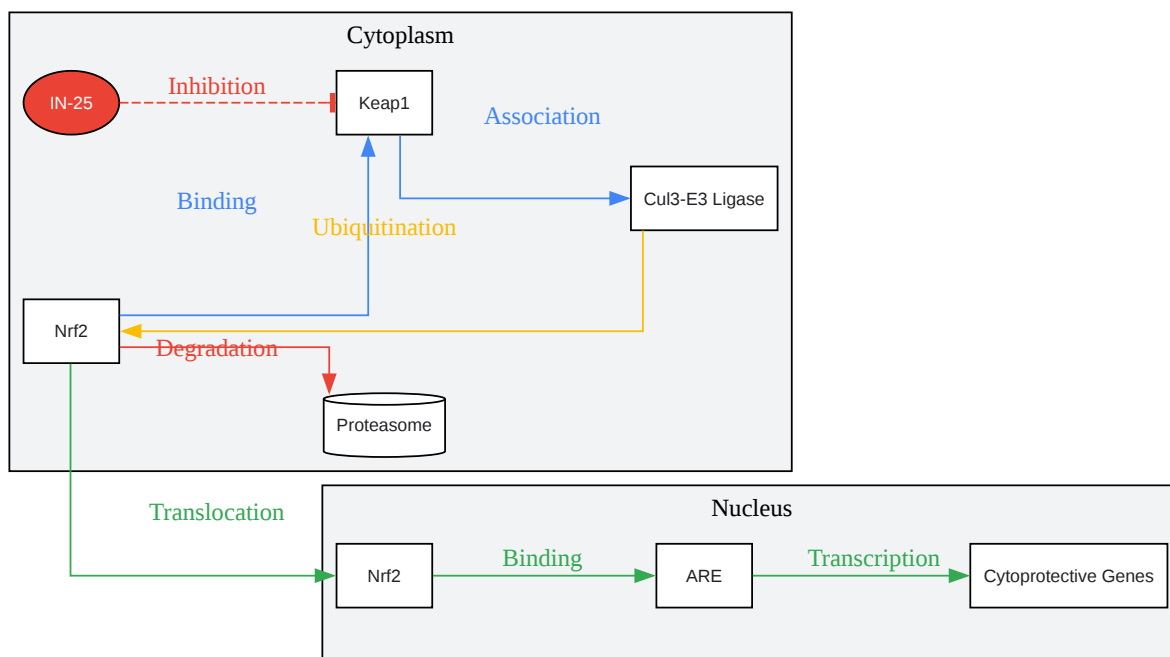 Cytoplasm
IN-25
Inhibition
Keap1
Association
Binding
Cul3-E3 Ligase
Ubiquitination
Nrf2
Degradation
Proteasome
Translocation
Nucleus
Nrf2
Binding
ARE
Transcription
Cytoprotective Genes